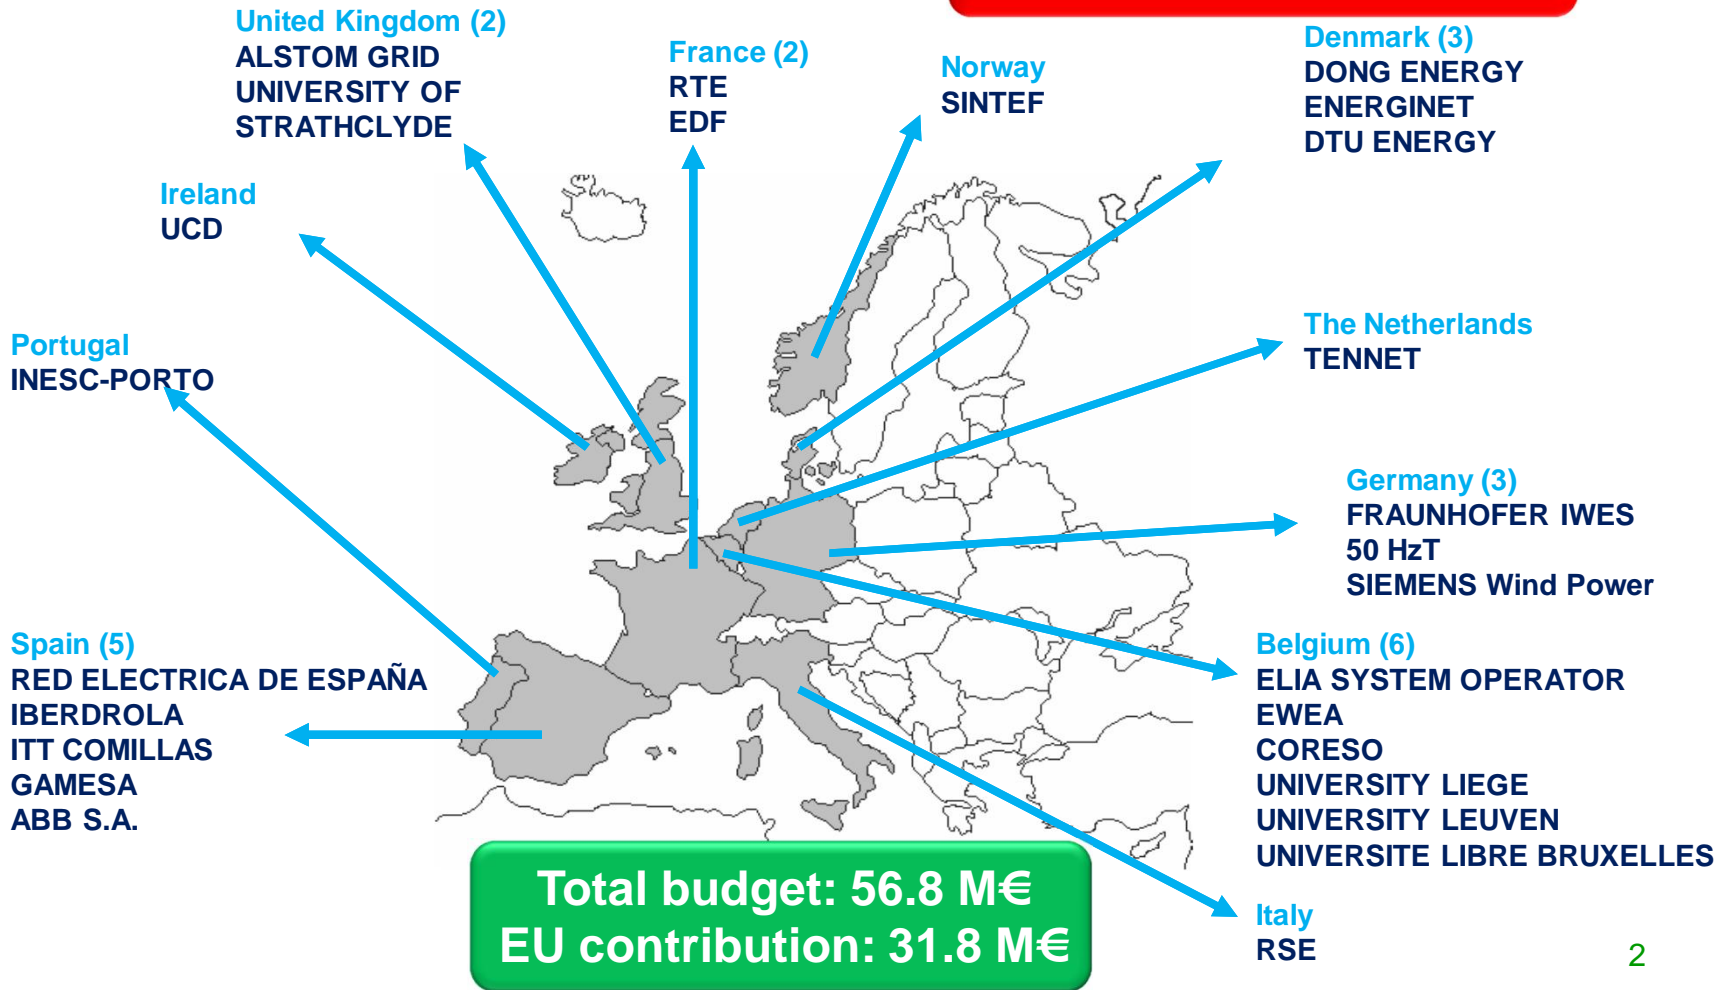 United Kingdom (2)
ALSTOM GRID
UNIVERSITY OF
STRATHCLYDE
France (2)
RTE
EDF
Norway
SINTEF
Denmark (3)
DONG ENERGY
ENERGINET
DTU ENERGY
Ireland
UCD
The Netherlands
TENNET
Portugal
INESC-PORTO
Germany (3)
FRAUNHOFER IWES
50 HzT
SIEMENS Wind Power
Spain (5)
RED ELECTRICA DE ESPAÑA
IBERDROLA
ITT COMILLAS
GAMESA
ABB S.A.
Belgium (6)
ELIA SYSTEM OPERATOR
EWEA
CORESO
UNIVERSITY LIEGE
UNIVERSITY LEUVEN
UNIVERSITE LIBRE BRUXELLES
Total budget: 56.8 M€
EU contribution: 31.8 M€
Italy
RSE
2